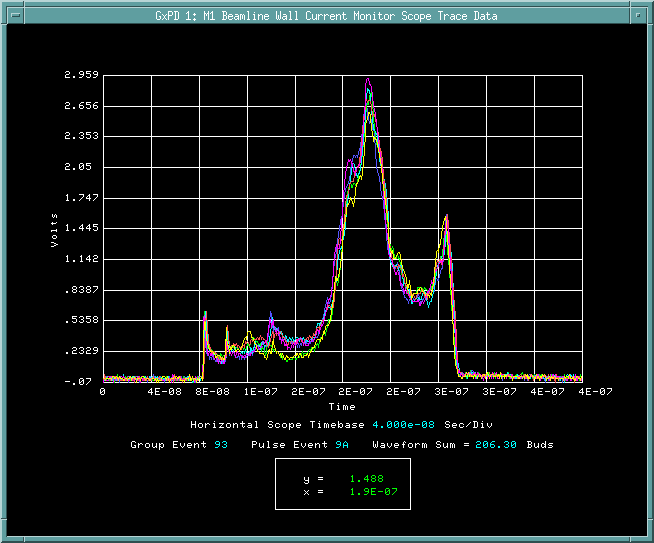 GxPD 1: M1 Beamline Wall Current Monitor Scope Trace Data
2.959
2.656
2.353
2.05
1.747
1.445
1.142
.8387
.5358
.2329
-.07
Volts
0 4E-08 8E-08 1E-07 2E-07 2E-07 2E-07 3E-07 3E-07 4E-07 4E-07
Time
Horizontal Scope Timebase 4.000e-08 Sec/Div
Group Event 93 Pulse Event 9A Waveform Sum = 206.30 Buds
y = 1.488
x = 1.9E-07